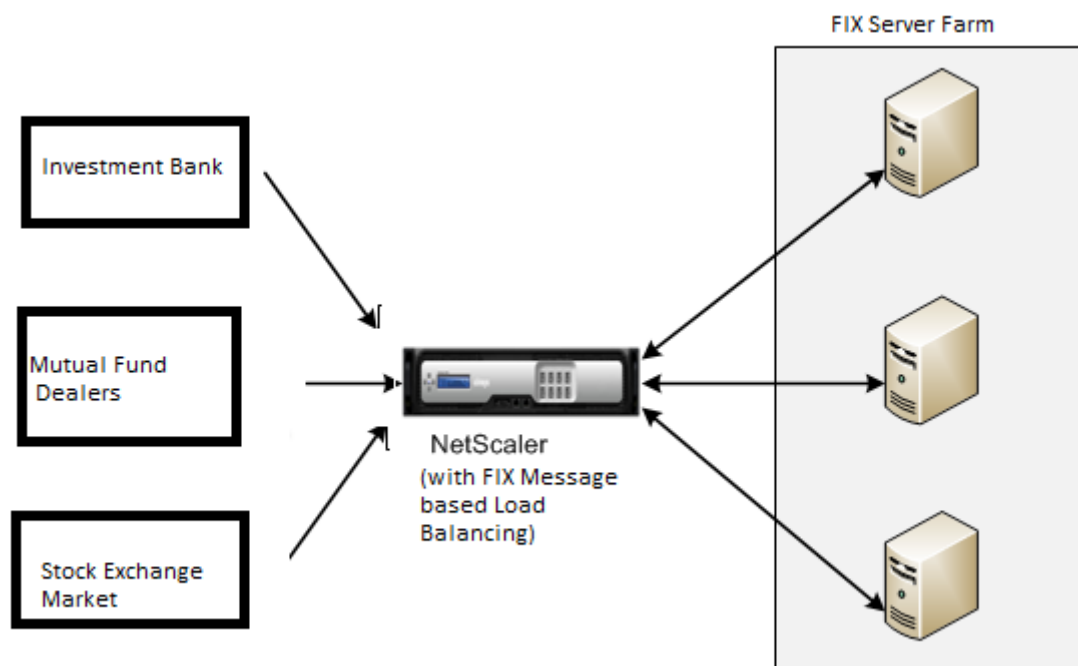 FIX Server Farm
Investment Bank
Mutual Fund
Dealers
Stock Exchange
Market
NetScaler
(with FIX Message
based Load
Balancing)